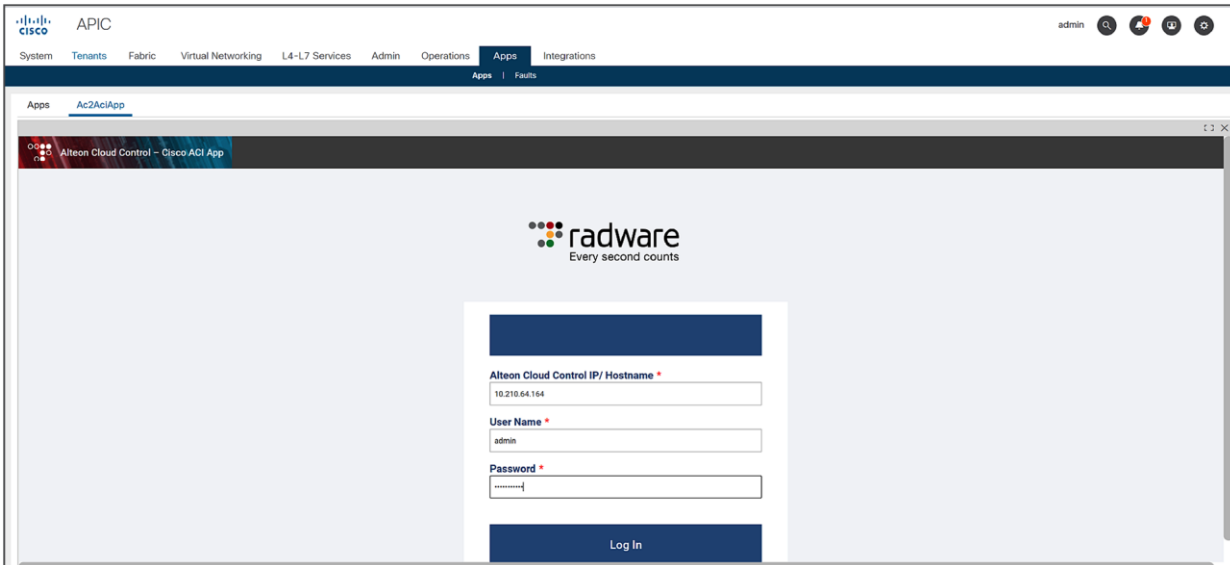 cisco APIC admin 1
System Tenants Fabric Virtual Networking L4-L7 Services Admin Operations Apps Integrations
Apps | Faults
Apps Ac2AciApp
Alteon Cloud Control – Cisco ACI App
radware
Every second counts
Alteon Cloud Control IP/ Hostname *
10.210.64.164
User Name *
admin
Password *
•••••••••••
Log In